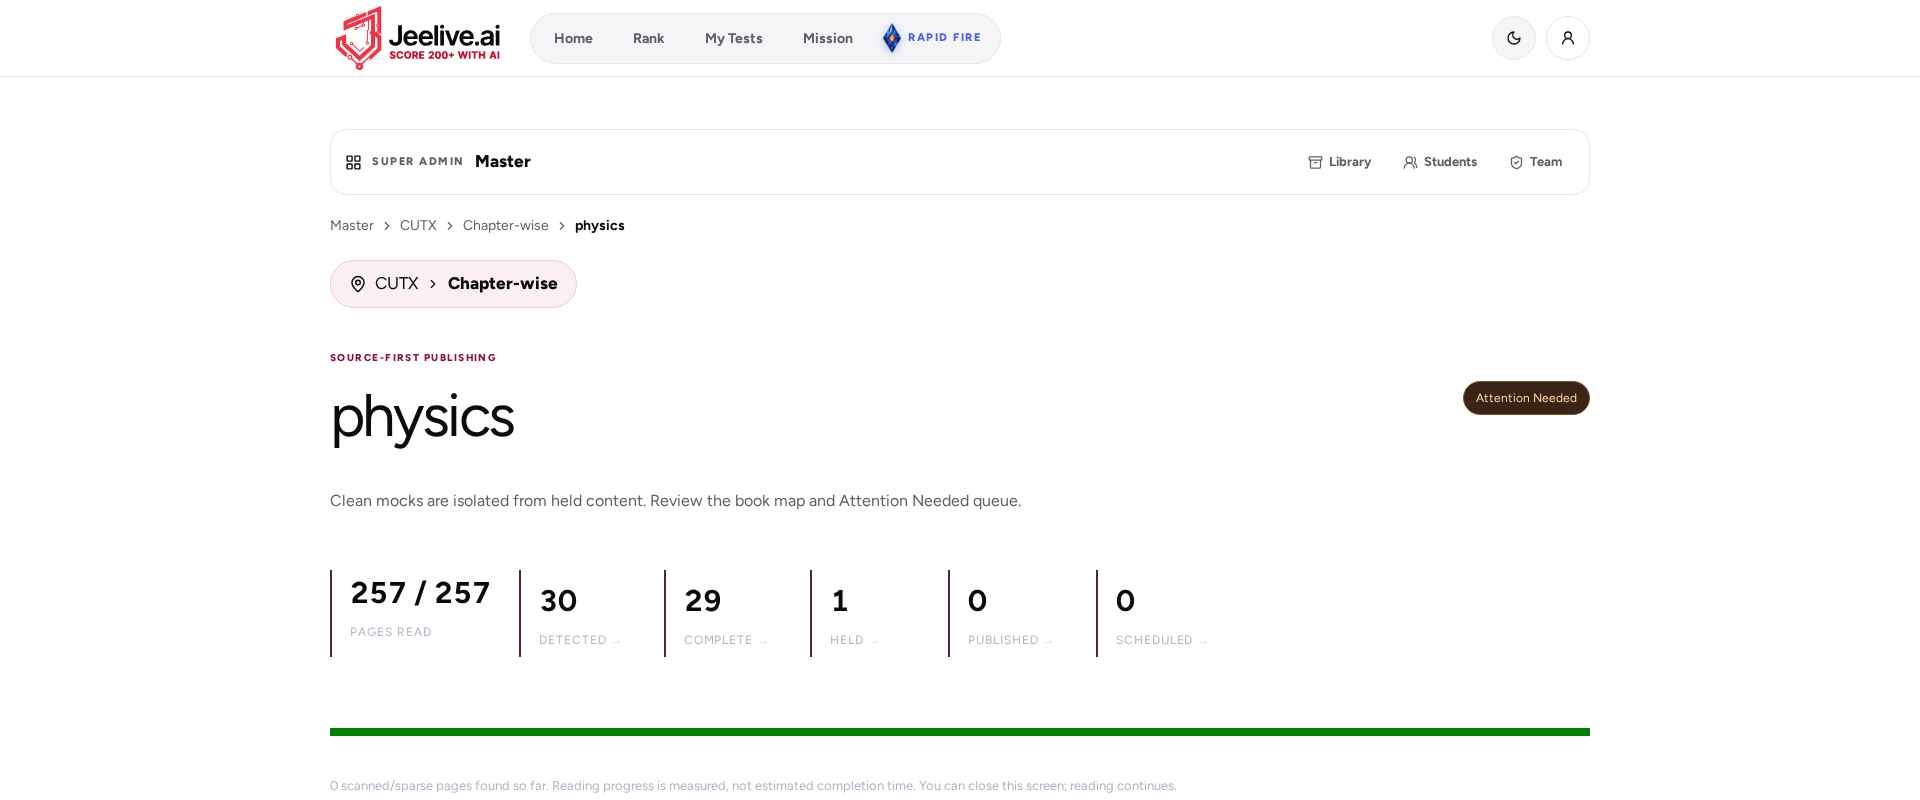 Jeelive.ai
SCORE 200+ WITH AI
Home Rank My Tests Mission RAPID FIRE
SUPER ADMIN Master Library Students Team
Master > CUTX > Chapter-wise > physics
CUTX > Chapter-wise
SOURCE-FIRST PUBLISHING
physics
Attention Needed
Clean mocks are isolated from held content. Review the book map and Attention Needed queue.
257 / 257 30 29 1 0 0
PAGES READ DETECTED → COMPLETE → HELD → PUBLISHED → SCHEDULED →
0 scanned/sparse pages found so far. Reading progress is measured, not estimated completion time. You can close this screen; reading continues.